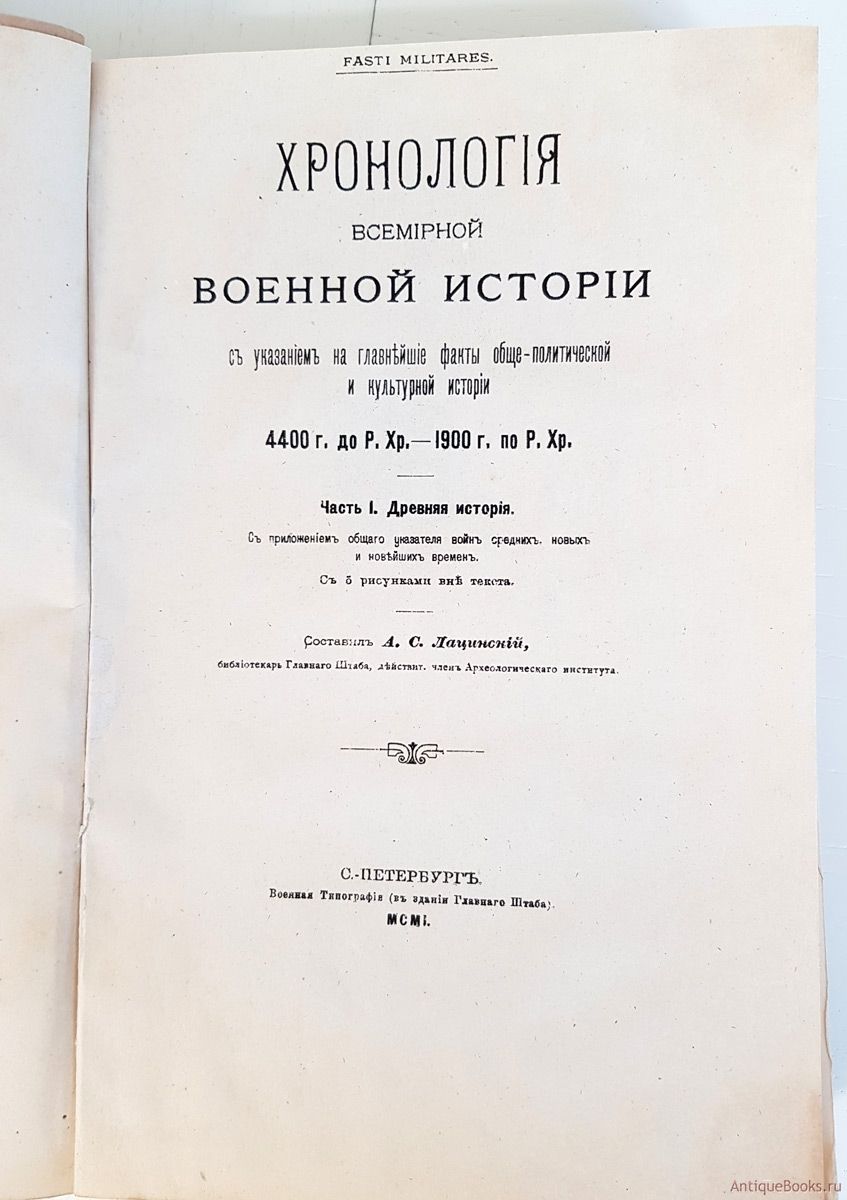 FASTI MILITARES.
ХРОНОЛОГІЯ
ВСЕМІРНОЙ
ВОЕННОЙ ИСТОРІИ
съ указаніемъ на главнѣйшіе факты обще-политической
и культурной исторіи
4400 г. до Р. Хр.—1900 г. по Р. Хр.
Часть I. Древняя исторія.
Съ приложеніемъ общаго указателя войнъ среднихъ. новыхъ
и новѣйшихъ временъ.
Съ 5 рисунками внѣ текста.
Составилъ А. С. Лацинскій,
библіотекарь Главнаго Штаба, дѣйствит. членъ Археологическаго института.
С.-ПЕТЕРБУРГЪ.
Военная Типографія (въ зданіи Главнаго Штаба).
MCMI.
AntiqueBooks.ru